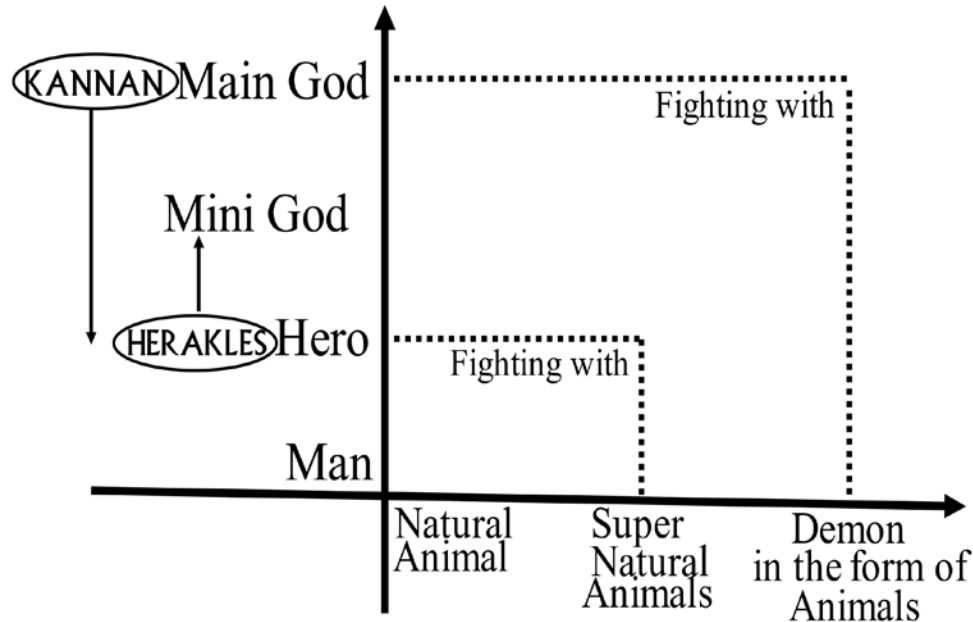 KANNAN Main God
Fighting with
Mini God
HERAKLES Hero
Fighting with
Man
Natural
Animal
Super
Natural
Animals
Demon
in the form of
Animals